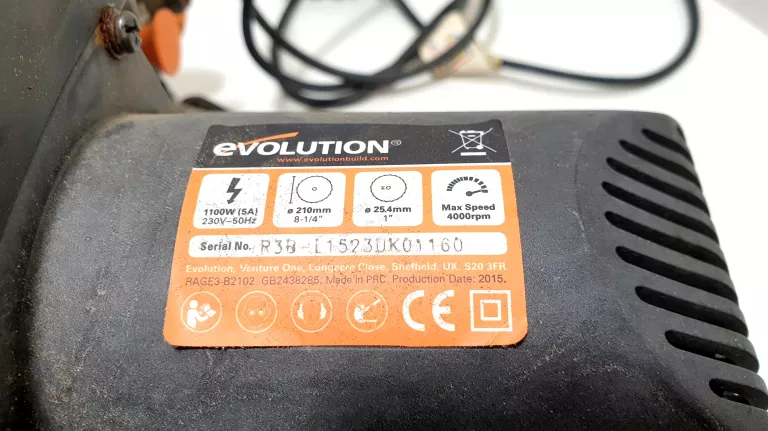 evOLUTION®
www.evolutionbuild.com
1100W (5A)
230V~50Hz
ø 210mm
8-1/4"
ø 25.4mm
1"
Max Speed
4000rpm
Serial No. R3B-L1523UK01160
Evolution, Venture One, Longacre Close, Sheffield, UK, S20 3FR
RAGE3-B2102. GB2438285. Made in PRC. Production Date: 2015.
CE